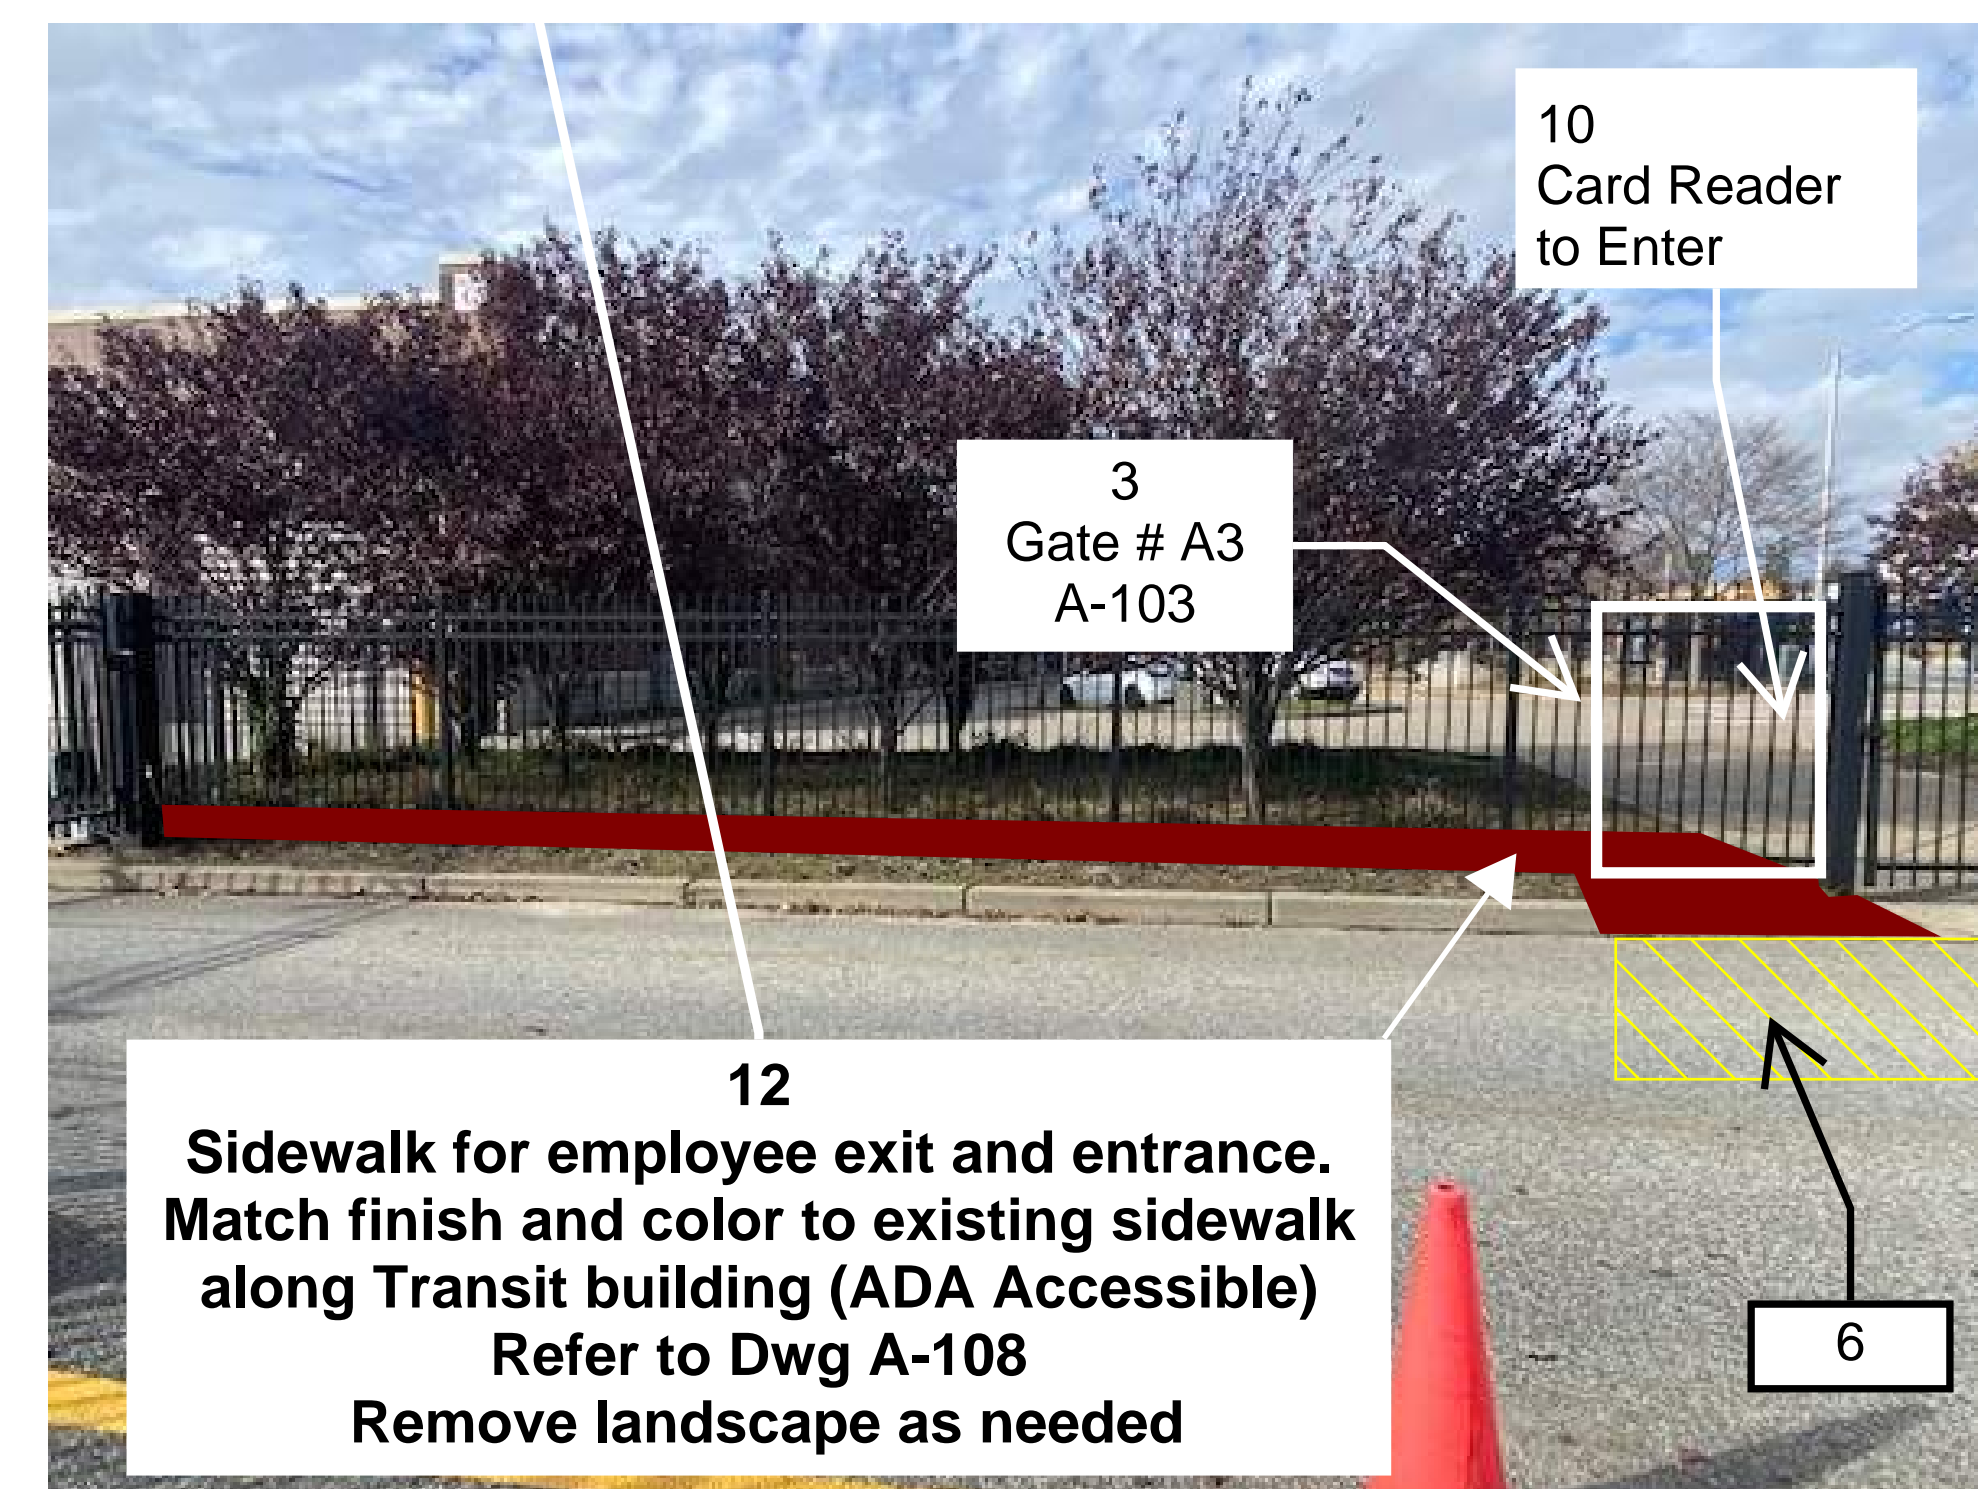 10
Card Reader
to Enter
3
Gate # A3
A-103
12
Sidewalk for employee exit and entrance.
Match finish and color to existing sidewalk
along Transit building (ADA Accessible)
Refer to Dwg A-108
Remove landscape as needed
6